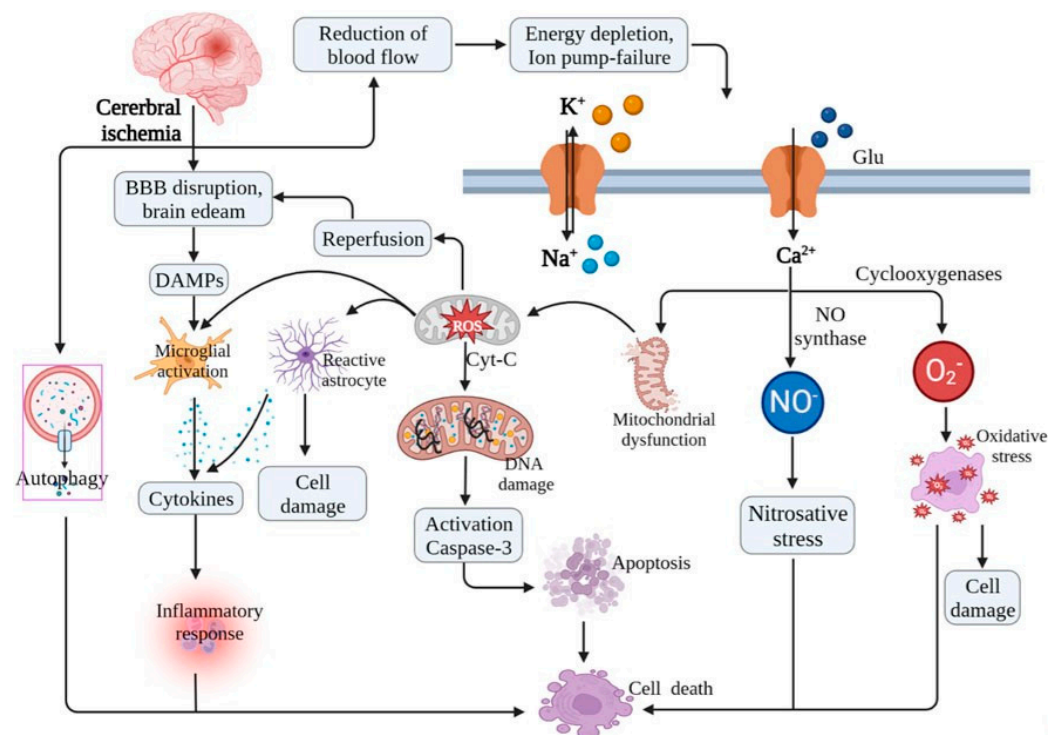 Reduction of
blood flow
Energy depletion,
Ion pump-failure
Cererbral
ischemia
K+
Glu
BBB disruption,
brain edeam
Reperfusion
Na+
Ca2+
DAMPs
Cyclooxygenases
NO
synthase
ROS
Cyt-C
Microglial
activation
Reactive
astrocyte
O2-
NO-
Mitochondrial
dysfunction
Oxidative
stress
DNA
damage
Autophagy
Cytokines
Cell
damage
Activation
Caspase-3
Nitrosative
stress
Apoptosis
Cell
damage
Inflammatory
response
Cell death